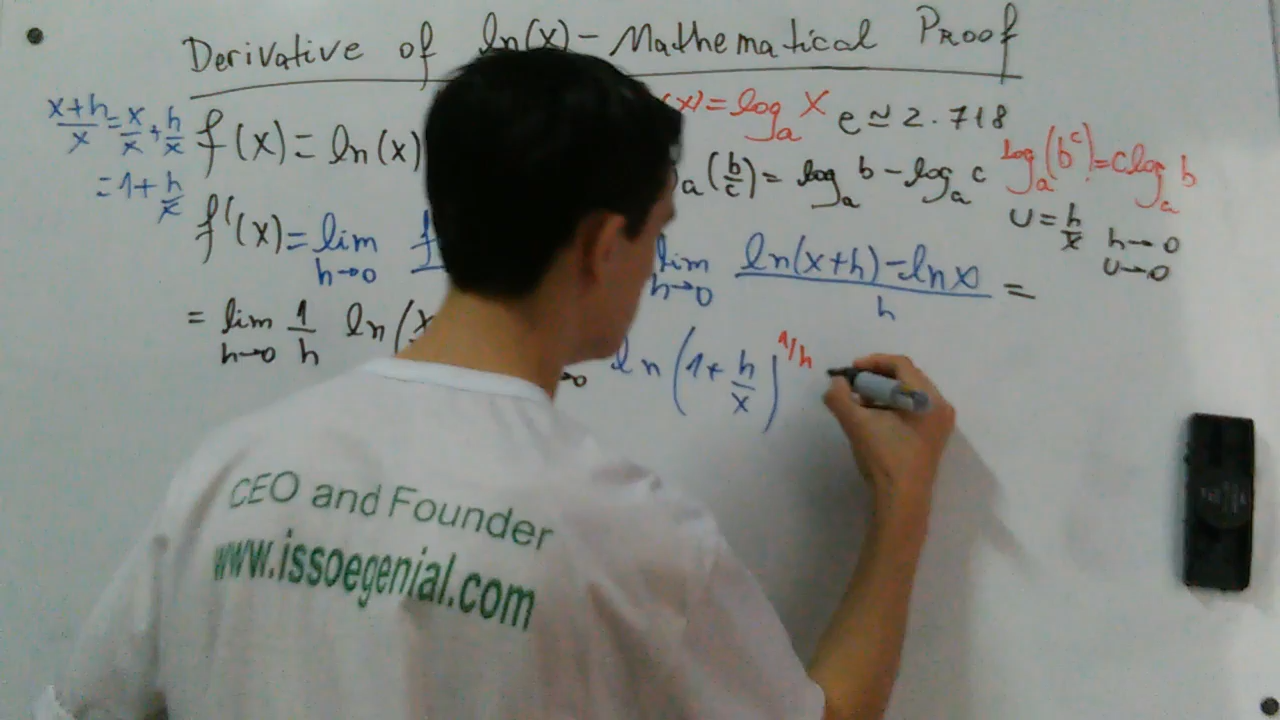 Derivative of ln(x) - Mathematical Proof
x+h/x = x/x + h/x
= 1 + h/x
f(x) = ln(x)
(x) = log_a x
e ≃ 2.718
a(b/c) = log_a b - log_a c
log_a(b^c) = c log_a b
u = h/x h→0
u→0
f'(x) = lim h→0
lim h→0 ln(x+h) - ln x / h =
= lim h→0 1/h ln(
ln(1 + h/x)^1/h
CEO and Founder
www.issoegenial.com